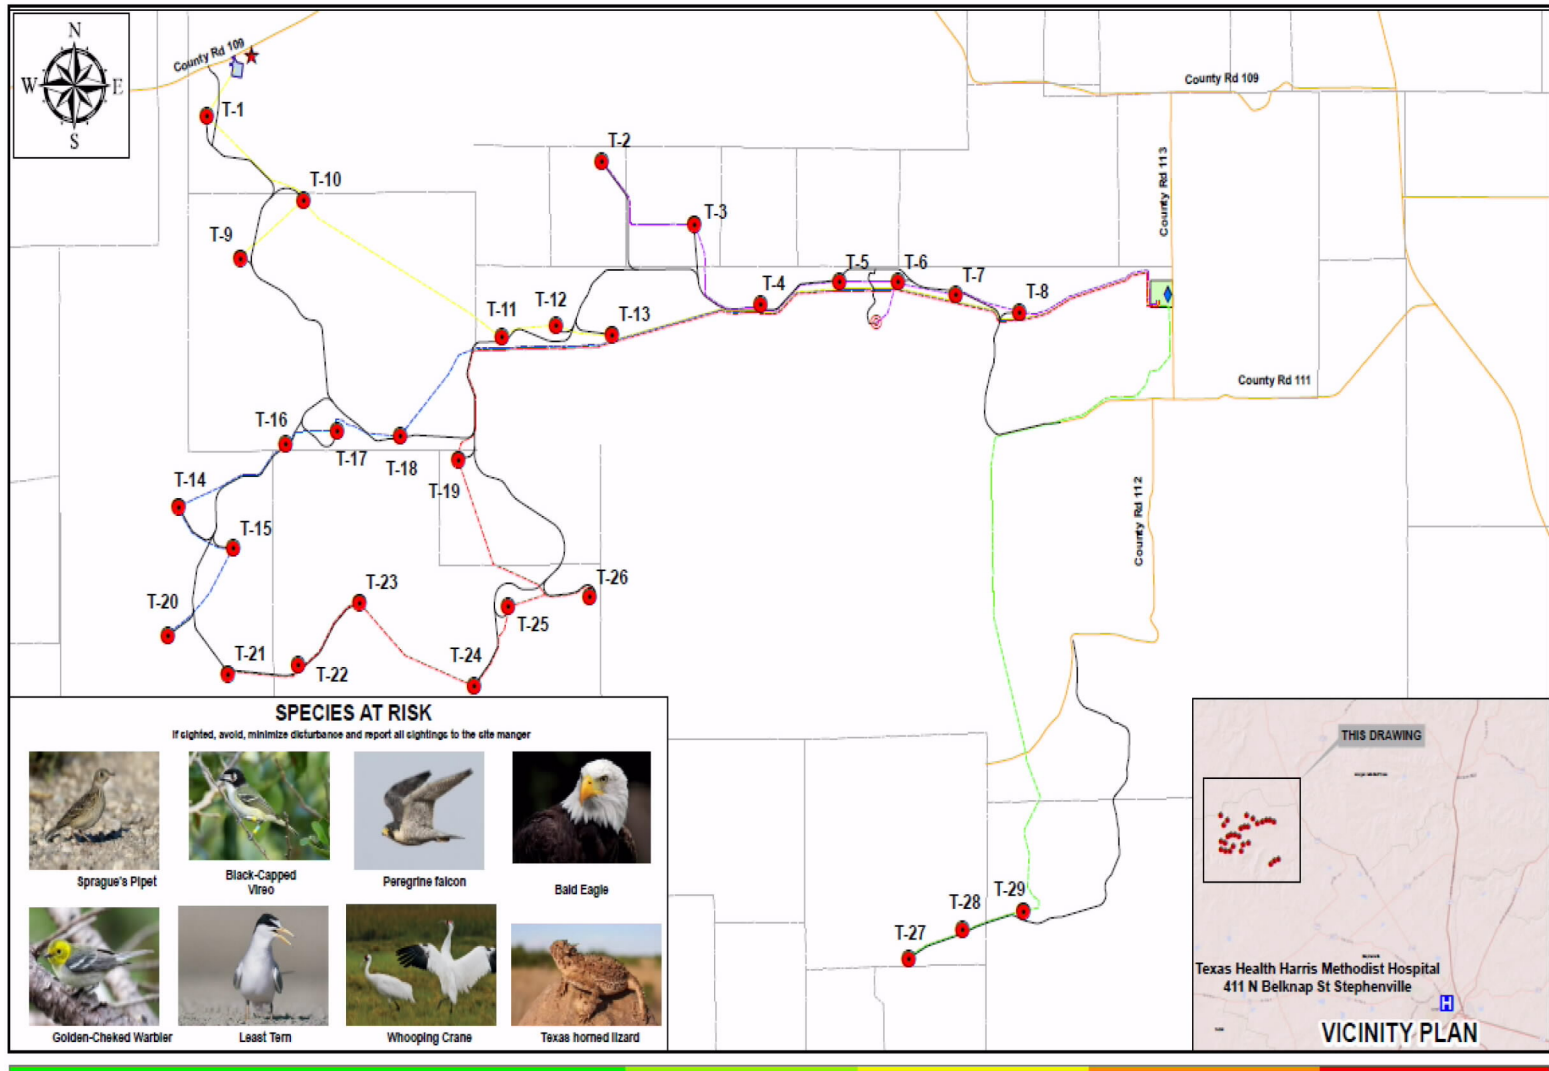 N
W
E
S
County Rd 109
T-1
T-10
T-9
T-2
T-3
T-4
T-5
T-6
T-7
T-8
T-11
T-12
T-13
County Rd 109
County Rd 113
County Rd 111
County Rd 112
T-16
T-17
T-18
T-19
T-14
T-15
T-20
T-21
T-22
T-23
T-24
T-25
T-26
T-27
T-28
T-29
SPECIES AT RISK
If sighted, avoid, minimize disturbance and report all sightings to the site manger
Sprague's Pipet
Black-Capped
Vireo
Peregrine falcon
Bald Eagle
Golden-Cheked Warbler
Least Tern
Whooping Crane
Texas horned lizard
THIS DRAWING
Texas Health Harris Methodist Hospital
411 N Belknap St Stephenville
H
VICINITY PLAN